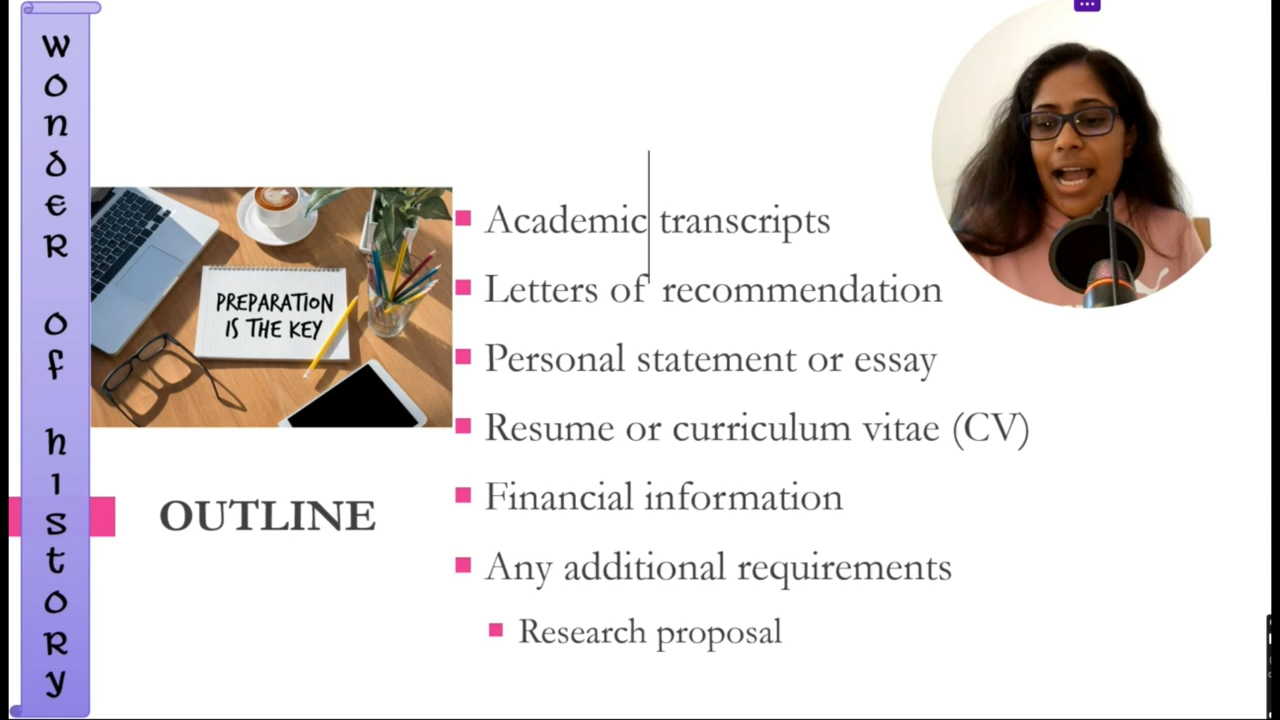 wonder of history
PREPARATION
IS THE KEY
OUTLINE
Academic transcripts
Letters of recommendation
Personal statement or essay
Resume or curriculum vitae (CV)
Financial information
Any additional requirements
Research proposal